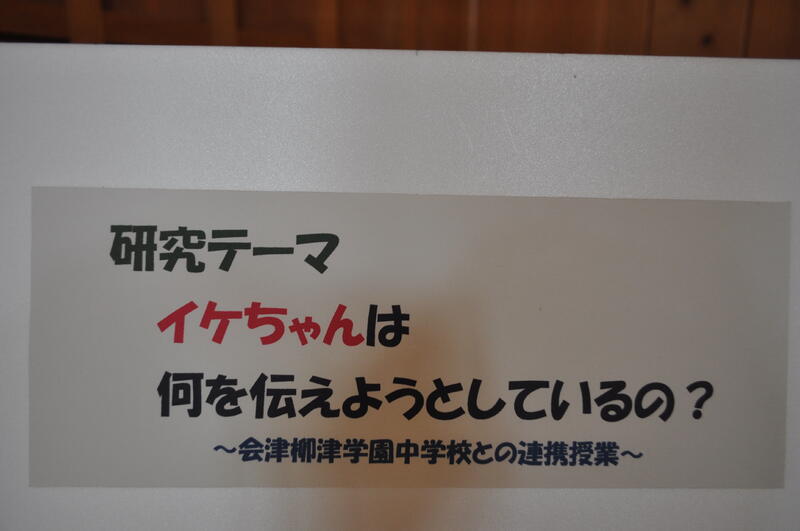 研究テーマ
イケちゃんは
何を伝えようとしているの？
～会津柳津学園中学校との連携授業～